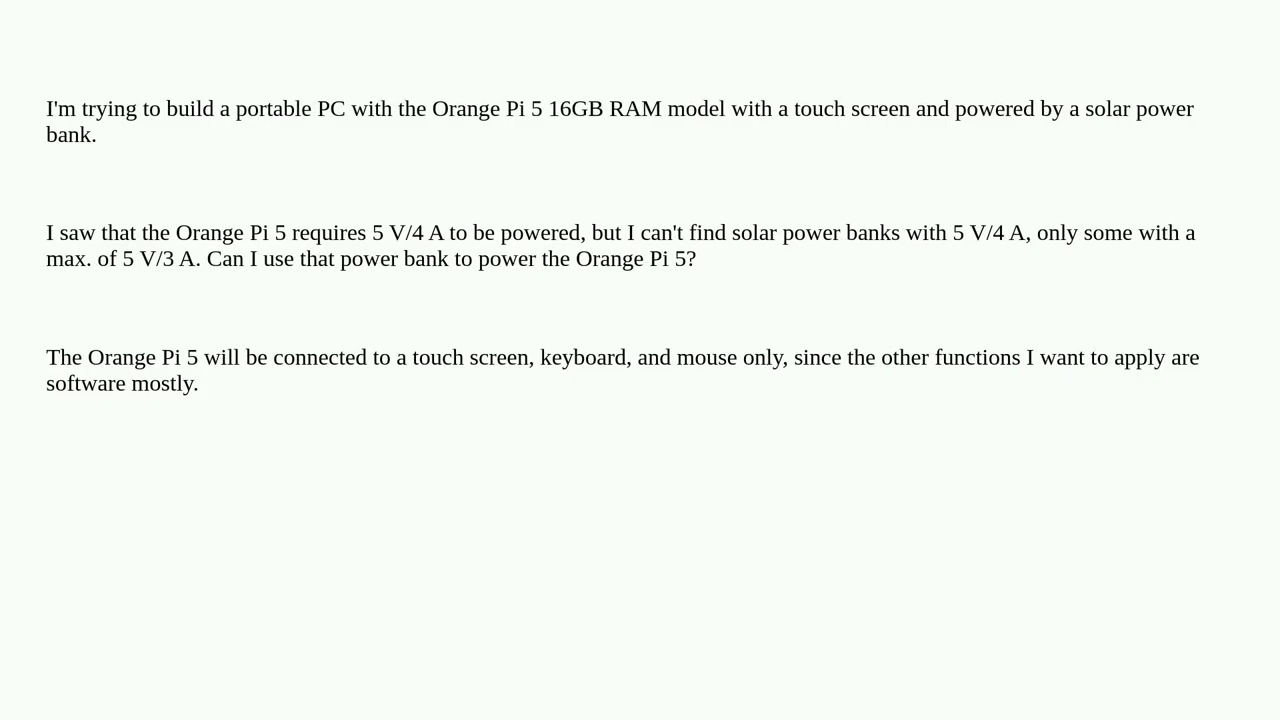 I'm trying to build a portable PC with the Orange Pi 5 16GB RAM model with a touch screen and powered by a solar power
bank.
I saw that the Orange Pi 5 requires 5 V/4 A to be powered, but I can't find solar power banks with 5 V/4 A, only some with a
max. of 5 V/3 A. Can I use that power bank to power the Orange Pi 5?
The Orange Pi 5 will be connected to a touch screen, keyboard, and mouse only, since the other functions I want to apply are
software mostly.